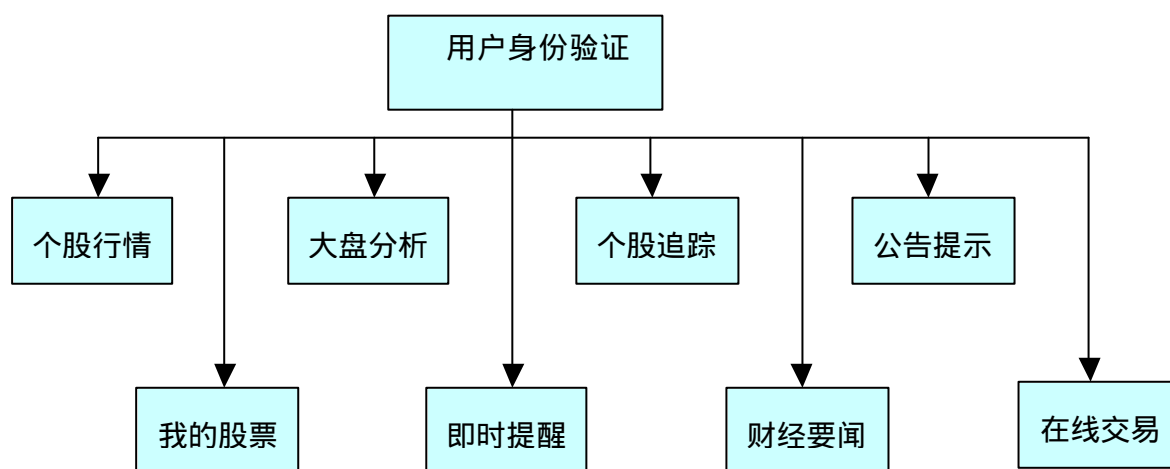 用户身份验证
个股行情
大盘分析
个股追踪
公告提示
我的股票
即时提醒
财经要闻
在线交易